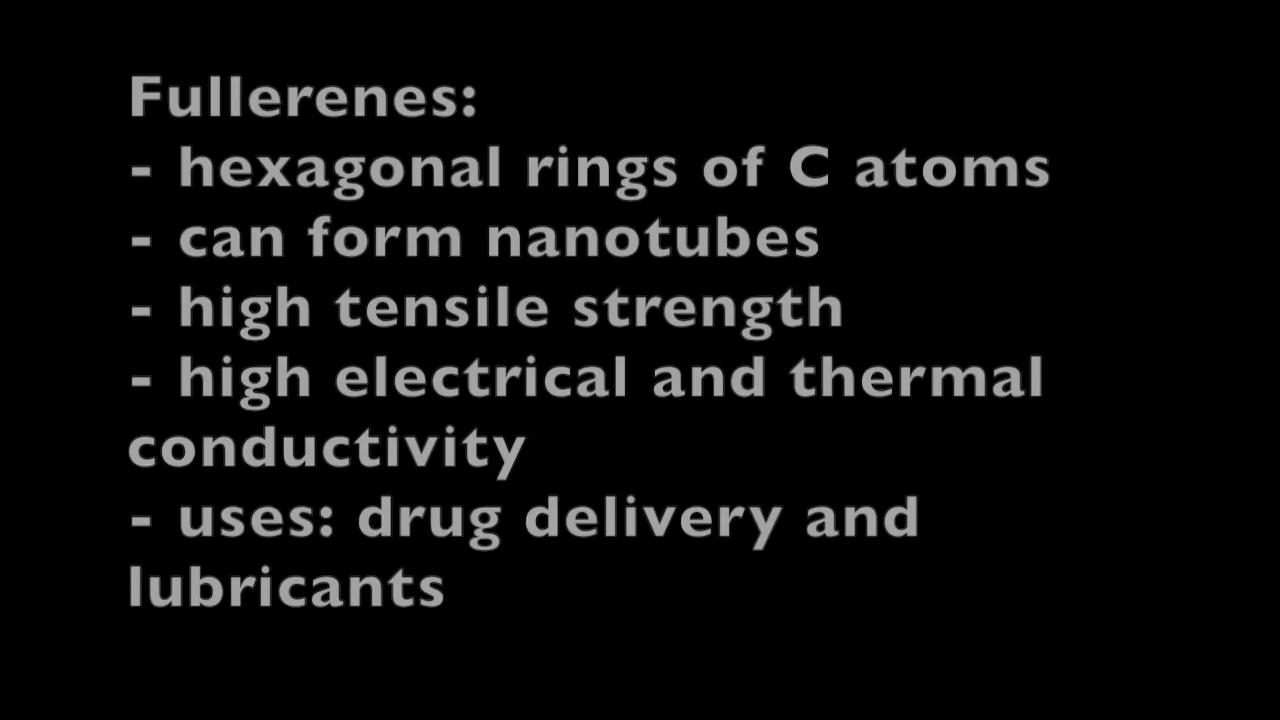 Fullerenes:
- hexagonal rings of C atoms
- can form nanotubes
- high tensile strength
- high electrical and thermal
conductivity
- uses: drug delivery and
lubricants